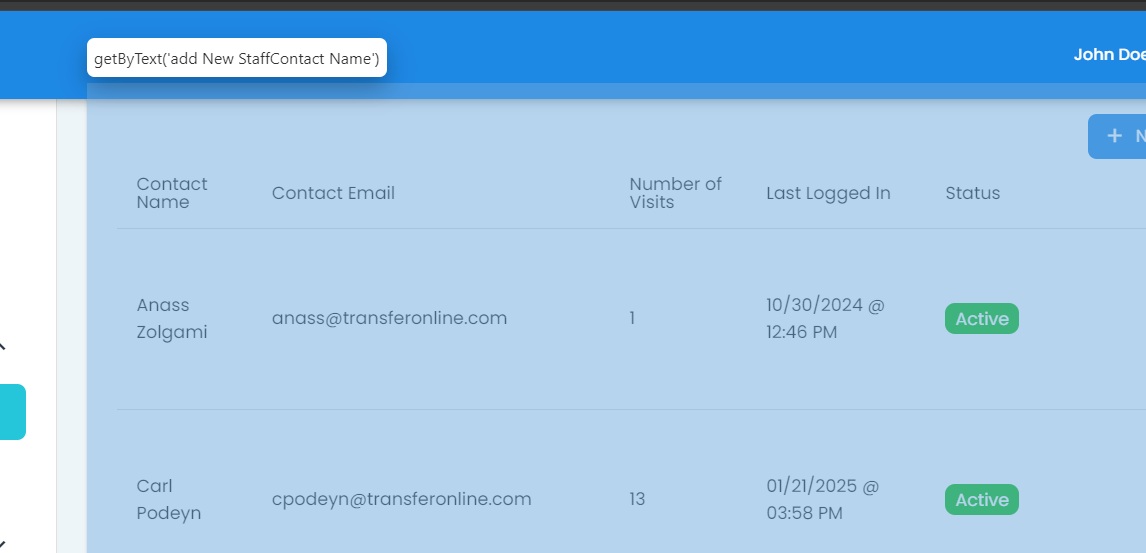 getByText('add New StaffContact Name')
John Doe
+ N
Contact
Name
Contact Email
Number of
Visits
Last Logged In
Status
Anass
Zolgami
anass@transferonline.com
1
10/30/2024 @
12:46 PM
Active
Carl
Podeyn
cpodeyn@transferonline.com
13
01/21/2025 @
03:58 PM
Active